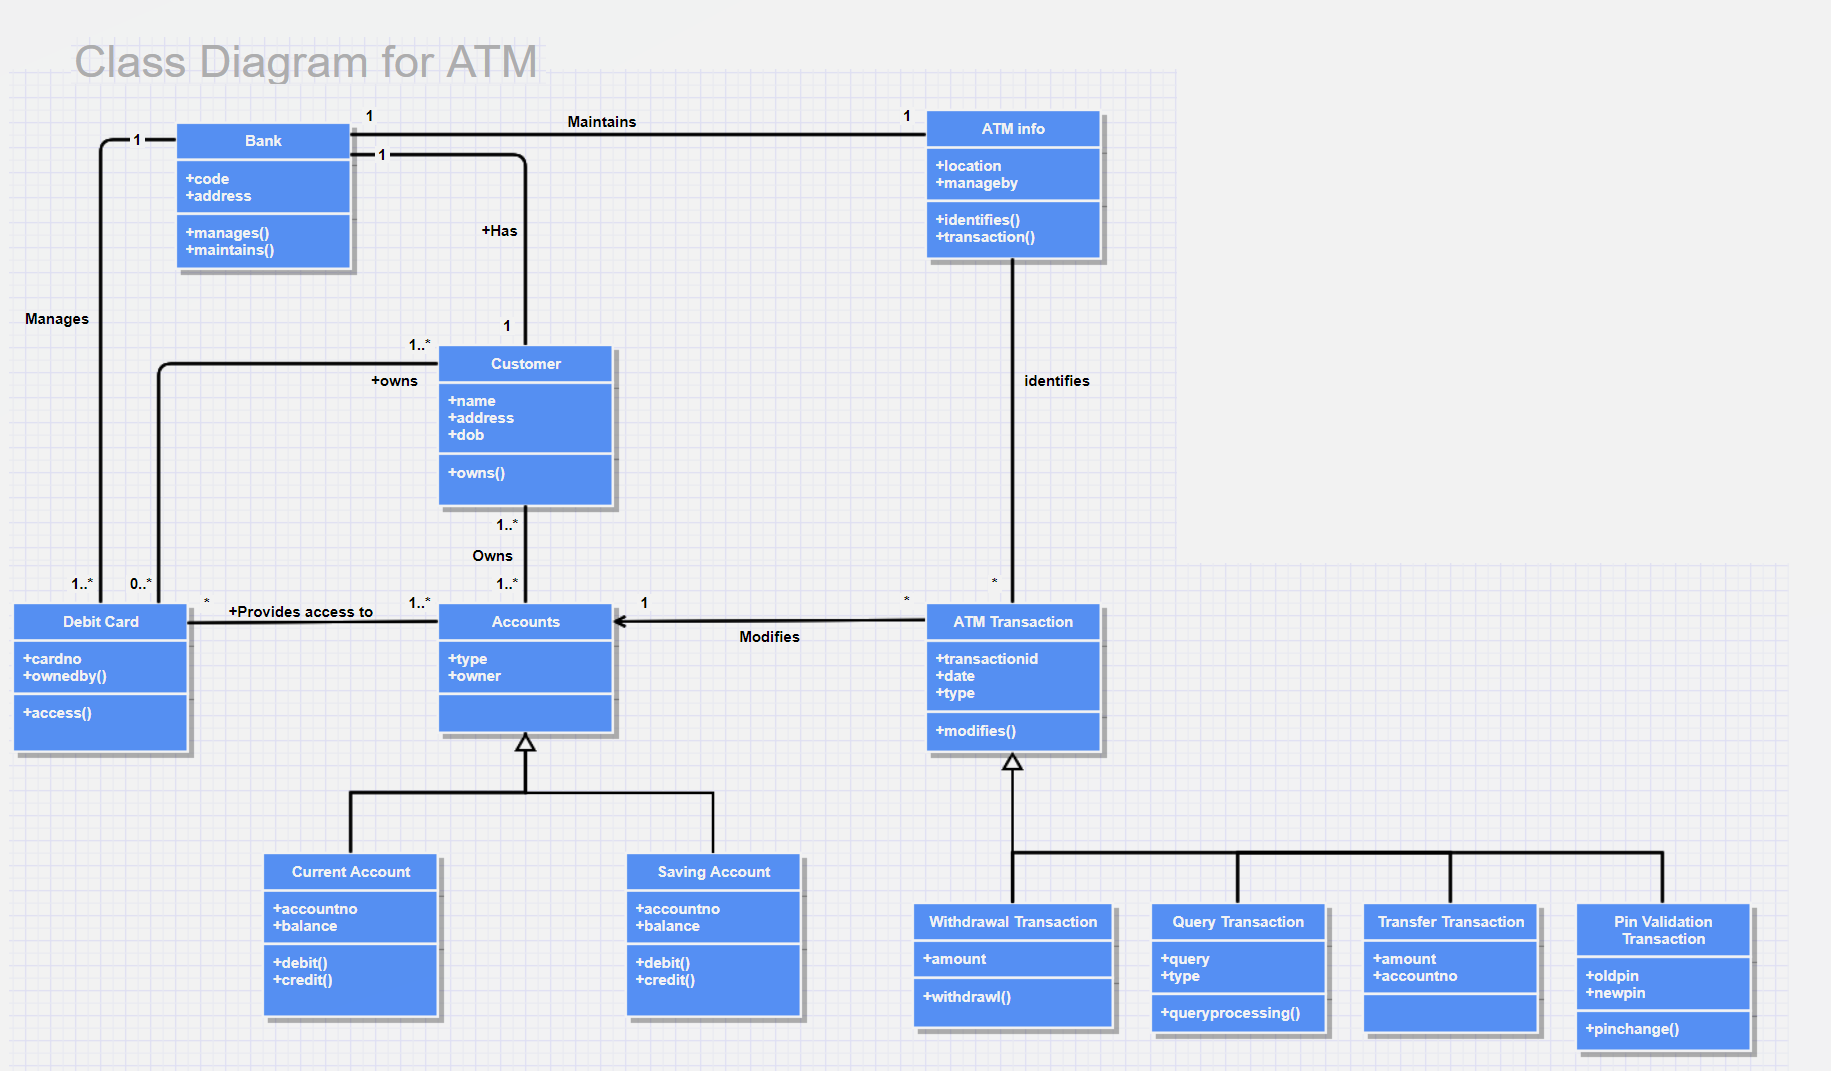 Class Diagram for ATM
1
Maintains
1
1
Bank
+code
+address
+manages()
+maintains()
1
ATM info
+location
+manageby
+identifies()
+transaction()
+Has
Manages
1
1..*
+owns
Customer
+name
+address
+dob
+owns()
identifies
1..*
Owns
1..*
1..*
0..*
*
*
+Provides access to
1..*
1
Modifies
*
Debit Card
+cardno
+ownedby()
+access()
Accounts
+type
+owner
ATM Transaction
+transactionid
+date
+type
+modifies()
Current Account
+accountno
+balance
+debit()
+credit()
Saving Account
+accountno
+balance
+debit()
+credit()
Withdrawal Transaction
+amount
+withdrawl()
Query Transaction
+query
+type
+queryprocessing()
Transfer Transaction
+amount
+accountno
Pin Validation
Transaction
+oldpin
+newpin
+pinchange()